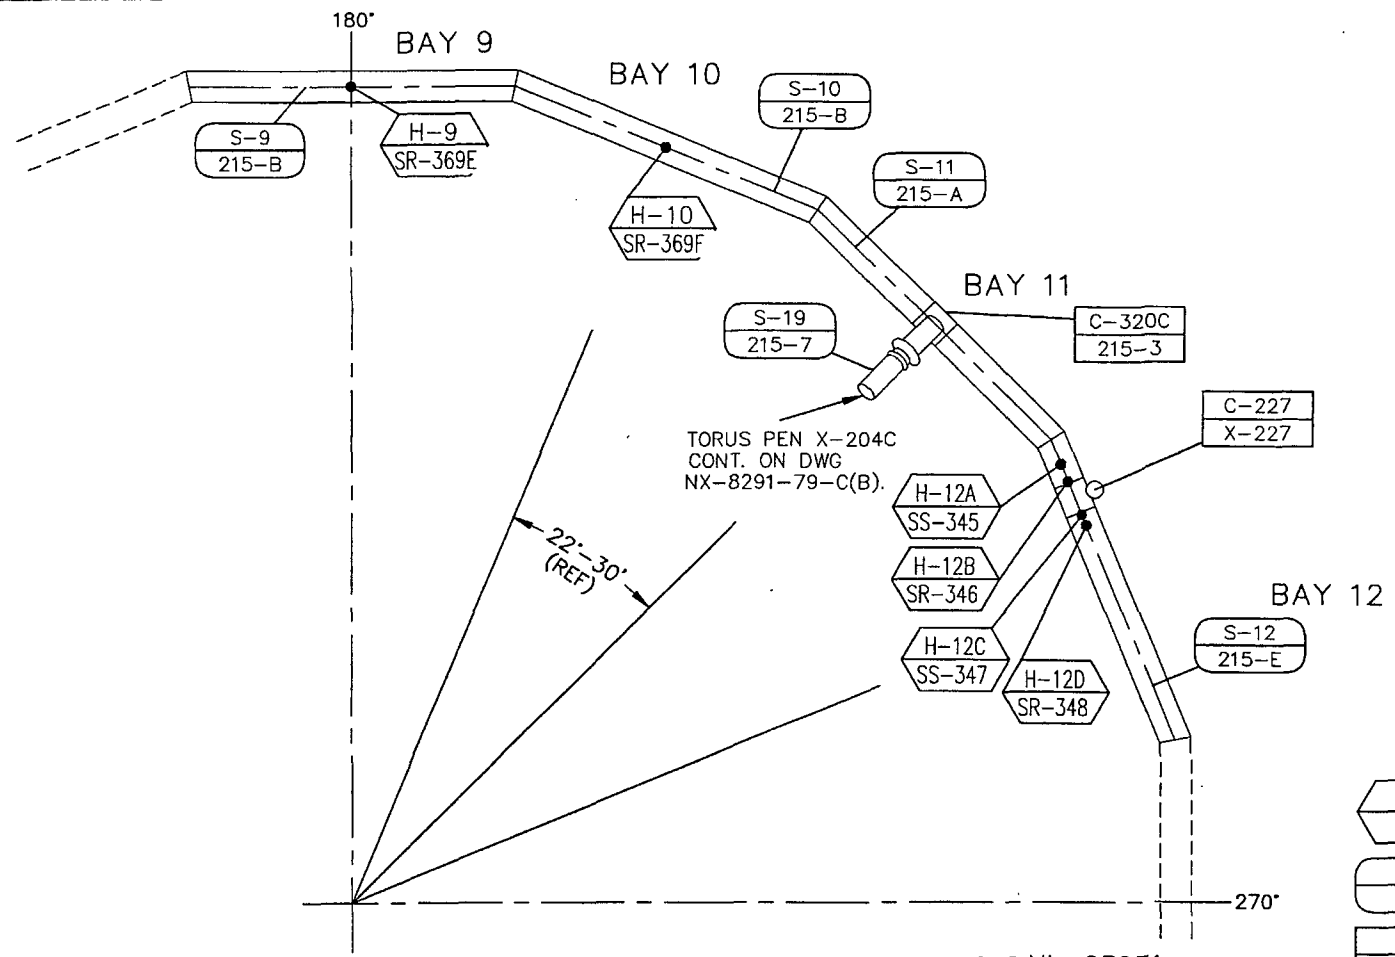 180°
BAY 9
BAY 10
S-10
215-B
S-9
215-B
H-9
SR-369E
S-11
215-A
H-10
SR-369F
BAY 11
S-19
215-7
C-320C
215-3
C-227
X-227
TORUS PEN X-204C
CONT. ON DWG
NX-8291-79-C(B).
H-12A
SS-345
22°-30'
(REF)
H-12B
SR-346
BAY 12
S-12
215-E
H-12C
SS-347
H-12D
SR-348
270°